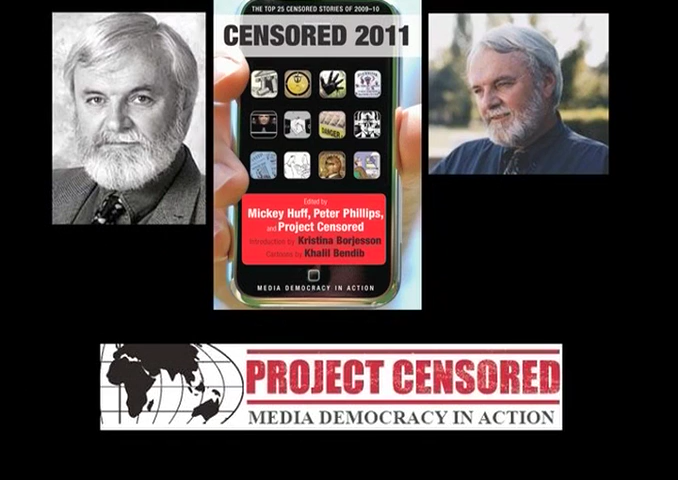 THE TOP 25 CENSORED STORIES OF 2009–10
CENSORED 2011
DANGER
Edited by
Mickey Huff, Peter Phillips,
and Project Censored
Introduction by Kristina Borjesson
Cartoons by Khalil Bendib
MEDIA DEMOCRACY IN ACTION
PROJECT CENSORED
MEDIA DEMOCRACY IN ACTION